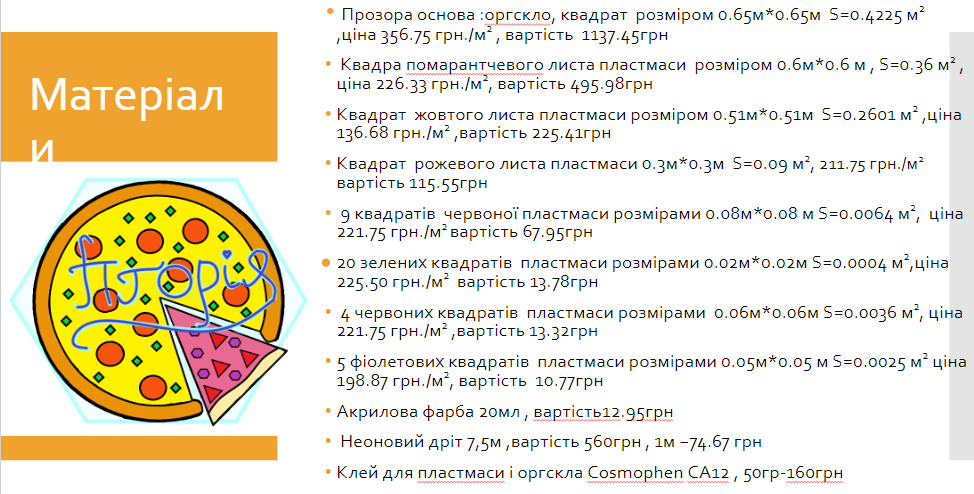 Матеріал
и
Прозора основа :оргскло, квадрат розміром 0.65м*0.65м S=0.4225 м²
,ціна 356.75 грн./м² , вартість 1137.45грн
Квадра помарантчевого листа пластмаси розміром 0.6м*0.6 м , S=0.36 м² ,
ціна 226.33 грн./м², вартість 495.98грн
Квадрат жовтого листа пластмаси розміром 0.51м*0.51м S=0.2601 м² ,ціна
136.68 грн./м² ,вартість 225.41грн
Квадрат рожевого листа пластмаси 0.3м*0.3м S=0.09 м², 211.75 грн./м²
вартість 115.55грн
9 квадратів червоної пластмаси розмірами 0.08м*0.08 м S=0.0064 м², ціна
221.75 грн./м² вартість 67.95грн
20 зелених квадратів пластмаси розмірами 0.02м*0.02м S=0.0004 м²,ціна
225.50 грн./м² вартість 13.78грн
4 червоних квадратів пластмаси розмірами 0.06м*0.06м S=0.0036 м², ціна
221.75 грн./м² ,вартість 13.32грн
5 фіолетових квадратів пластмаси розмірами 0.05м*0.05 м S=0.0025 м² ціна
198.87 грн./м², вартість 10.77грн
Акрилова фарба 20мл , вартість12.95грн
Неоновий дріт 7,5м ,вартість 560грн , 1м –74.67 грн
Клей для пластмаси і оргскла Cosmophen CA12 , 50гр-160грн